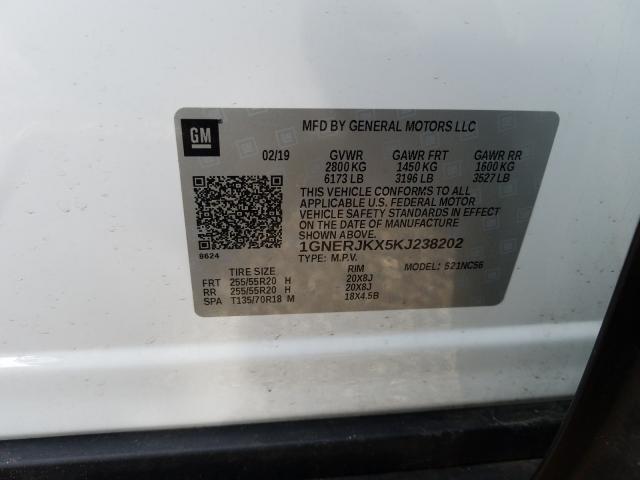 GM
MFD BY GENERAL MOTORS LLC
02/19 GVWR GAWR FRT GAWR RR
2800 KG 1450 KG 1600 KG
6173 LB 3196 LB 3527 LB
THIS VEHICLE CONFORMS TO ALL
APPLICABLE U.S. FEDERAL MOTOR
VEHICLE SAFETY STANDARDS IN EFFECT
ON THE DATE OF MANUFACTURE SHOWN ABOVE.
1GNERJKX5KJ238202
8624
TYPE: M.P.V. MODEL: 521NC56
TIRE SIZE RIM
FRT 255/55R20 H 20X8J
RR 255/55R20 H 20X8J
SPA T135/70R18 M 18X4.5B